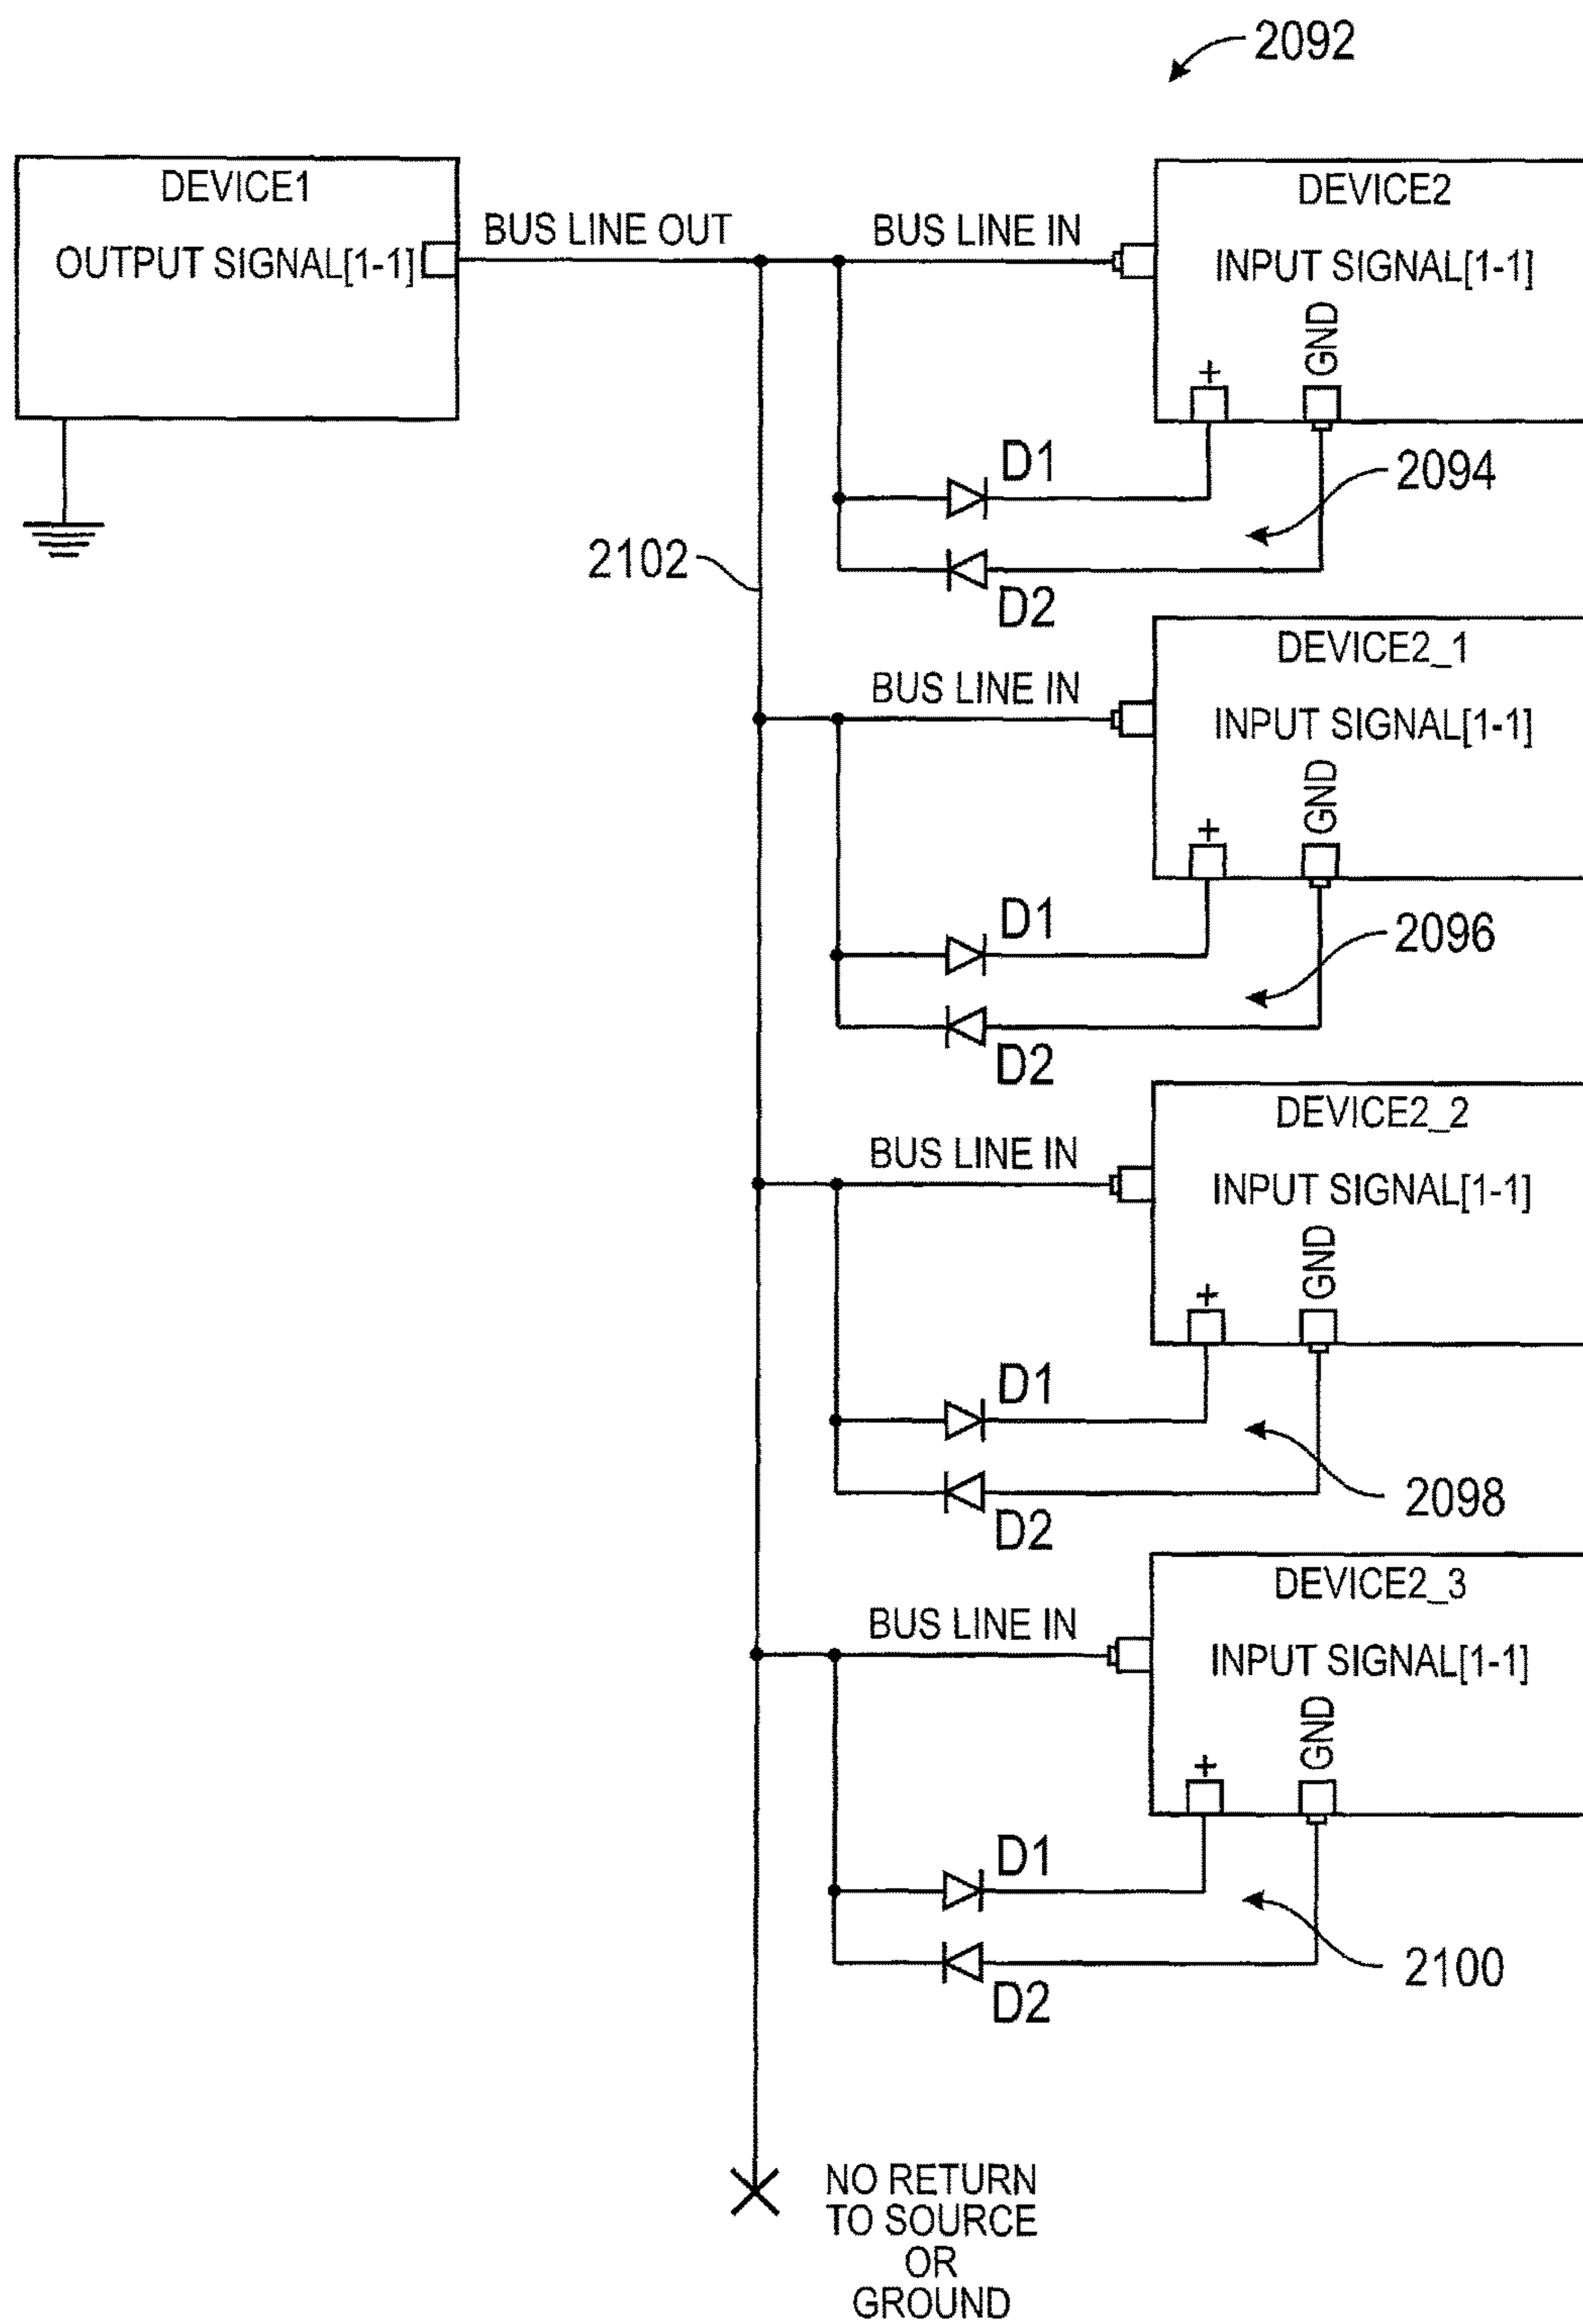 2092
DEVICE1
OUTPUT SIGNAL[1-1]
BUS LINE OUT
BUS LINE IN
DEVICE2
INPUT SIGNAL[1-1]
+
GND
D1
2094
D2
2102
DEVICE2_1
BUS LINE IN
INPUT SIGNAL[1-1]
+
GND
D1
2096
D2
DEVICE2_2
BUS LINE IN
INPUT SIGNAL[1-1]
+
GND
D1
2098
D2
DEVICE2_3
BUS LINE IN
INPUT SIGNAL[1-1]
+
GND
D1
2100
D2
NO RETURN
TO SOURCE
OR
GROUND